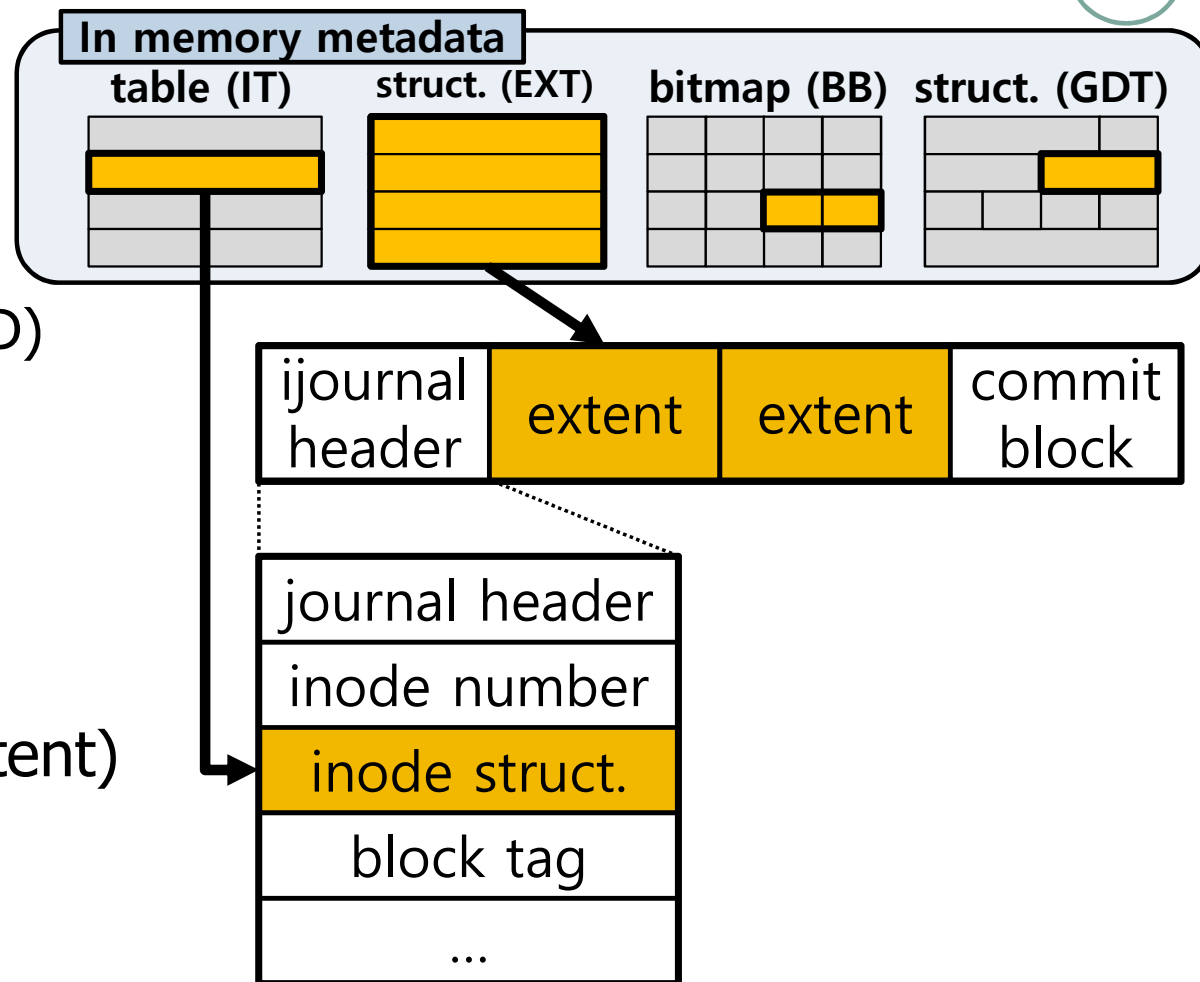 In memory metadata
table (IT) struct. (EXT) bitmap (BB) struct. (GDT)
ijournal header
extent
extent
commit block
journal header
inode number
inode struct.
block tag
...